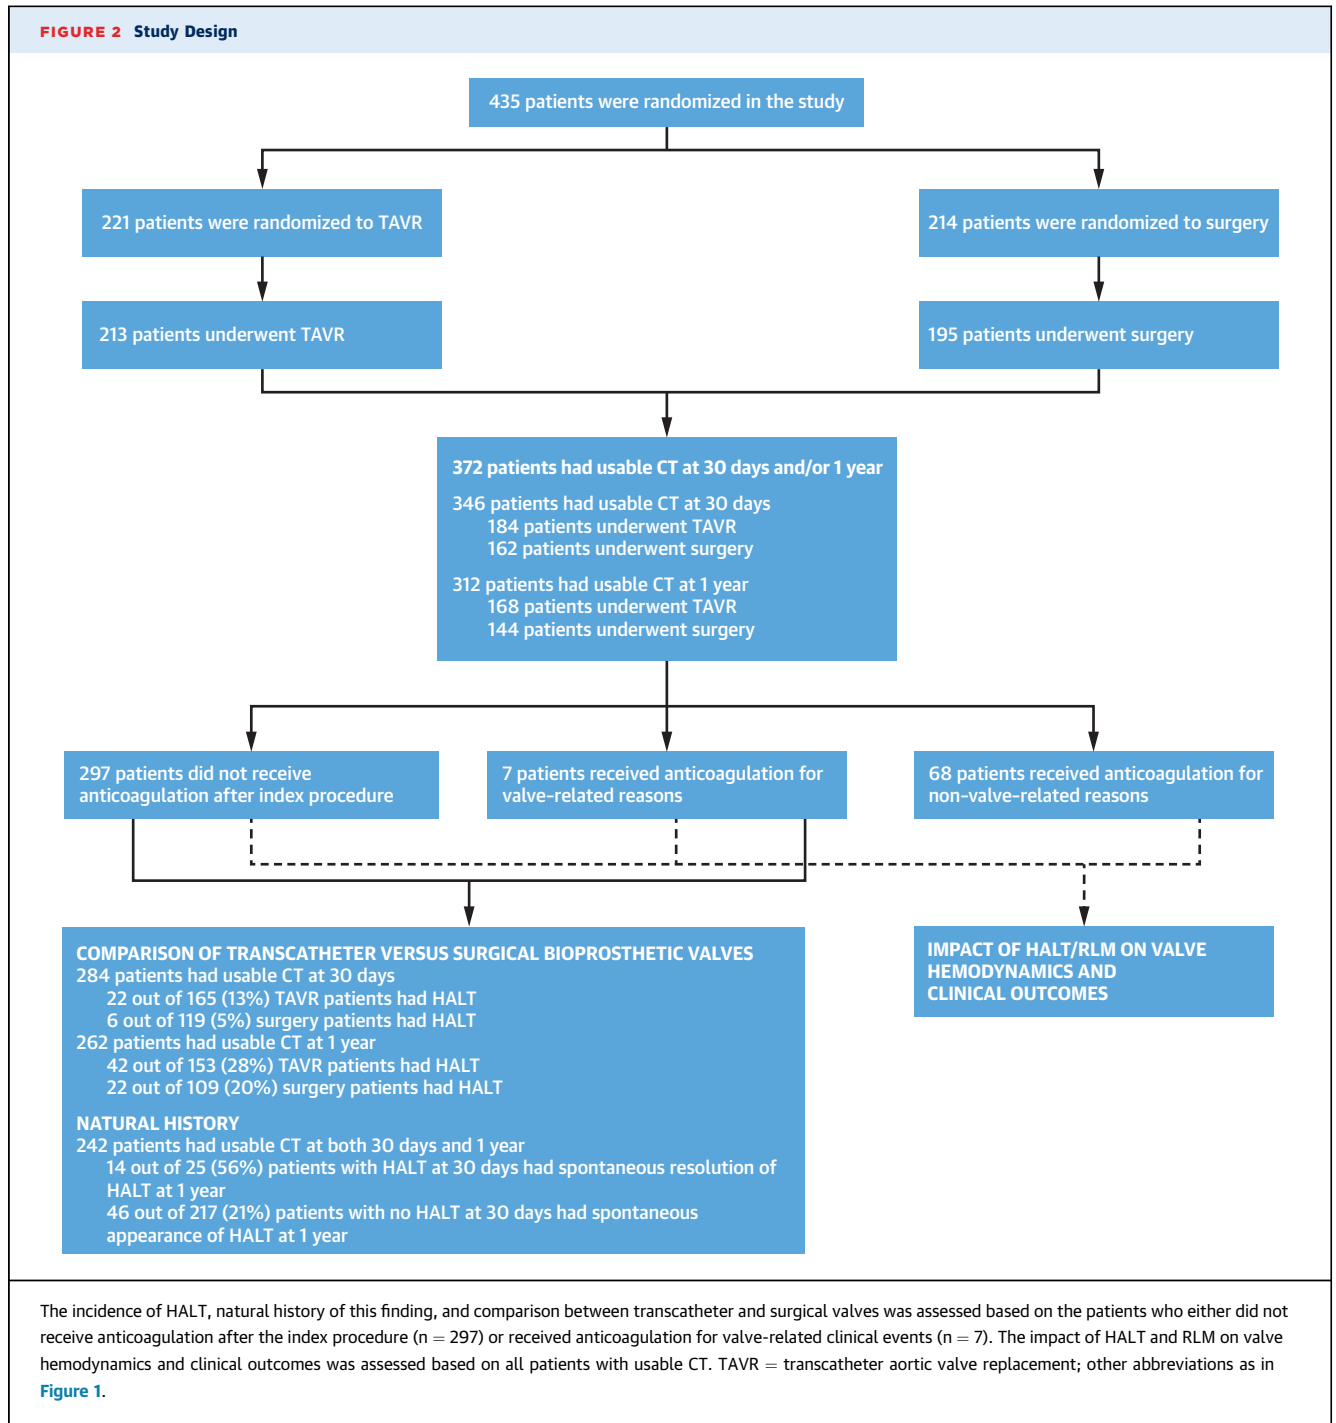 FIGURE 2 Study Design
435 patients were randomized in the study
221 patients were randomized to TAVR
214 patients were randomized to surgery
213 patients underwent TAVR
195 patients underwent surgery
372 patients had usable CT at 30 days and/or 1 year
346 patients had usable CT at 30 days
184 patients underwent TAVR
162 patients underwent surgery
312 patients had usable CT at 1 year
168 patients underwent TAVR
144 patients underwent surgery
297 patients did not receive
anticoagulation after index procedure
7 patients received anticoagulation for
valve-related reasons
68 patients received anticoagulation for
non-valve-related reasons
COMPARISON OF TRANSCATHETER VERSUS SURGICAL BIOPROSTHETIC VALVES
284 patients had usable CT at 30 days
22 out of 165 (13%) TAVR patients had HALT
6 out of 119 (5%) surgery patients had HALT
262 patients had usable CT at 1 year
42 out of 153 (28%) TAVR patients had HALT
22 out of 109 (20%) surgery patients had HALT
NATURAL HISTORY
242 patients had usable CT at both 30 days and 1 year
14 out of 25 (56%) patients with HALT at 30 days had spontaneous resolution of
HALT at 1 year
46 out of 217 (21%) patients with no HALT at 30 days had spontaneous
appearance of HALT at 1 year
IMPACT OF HALT/RLM ON VALVE
HEMODYNAMICS AND
CLINICAL OUTCOMES
The incidence of HALT, natural history of this finding, and comparison between transcatheter and surgical valves was assessed based on the patients who either did not
receive anticoagulation after the index procedure (n = 297) or received anticoagulation for valve-related clinical events (n = 7). The impact of HALT and RLM on valve
hemodynamics and clinical outcomes was assessed based on all patients with usable CT. TAVR = transcatheter aortic valve replacement; other abbreviations as in
Figure 1.